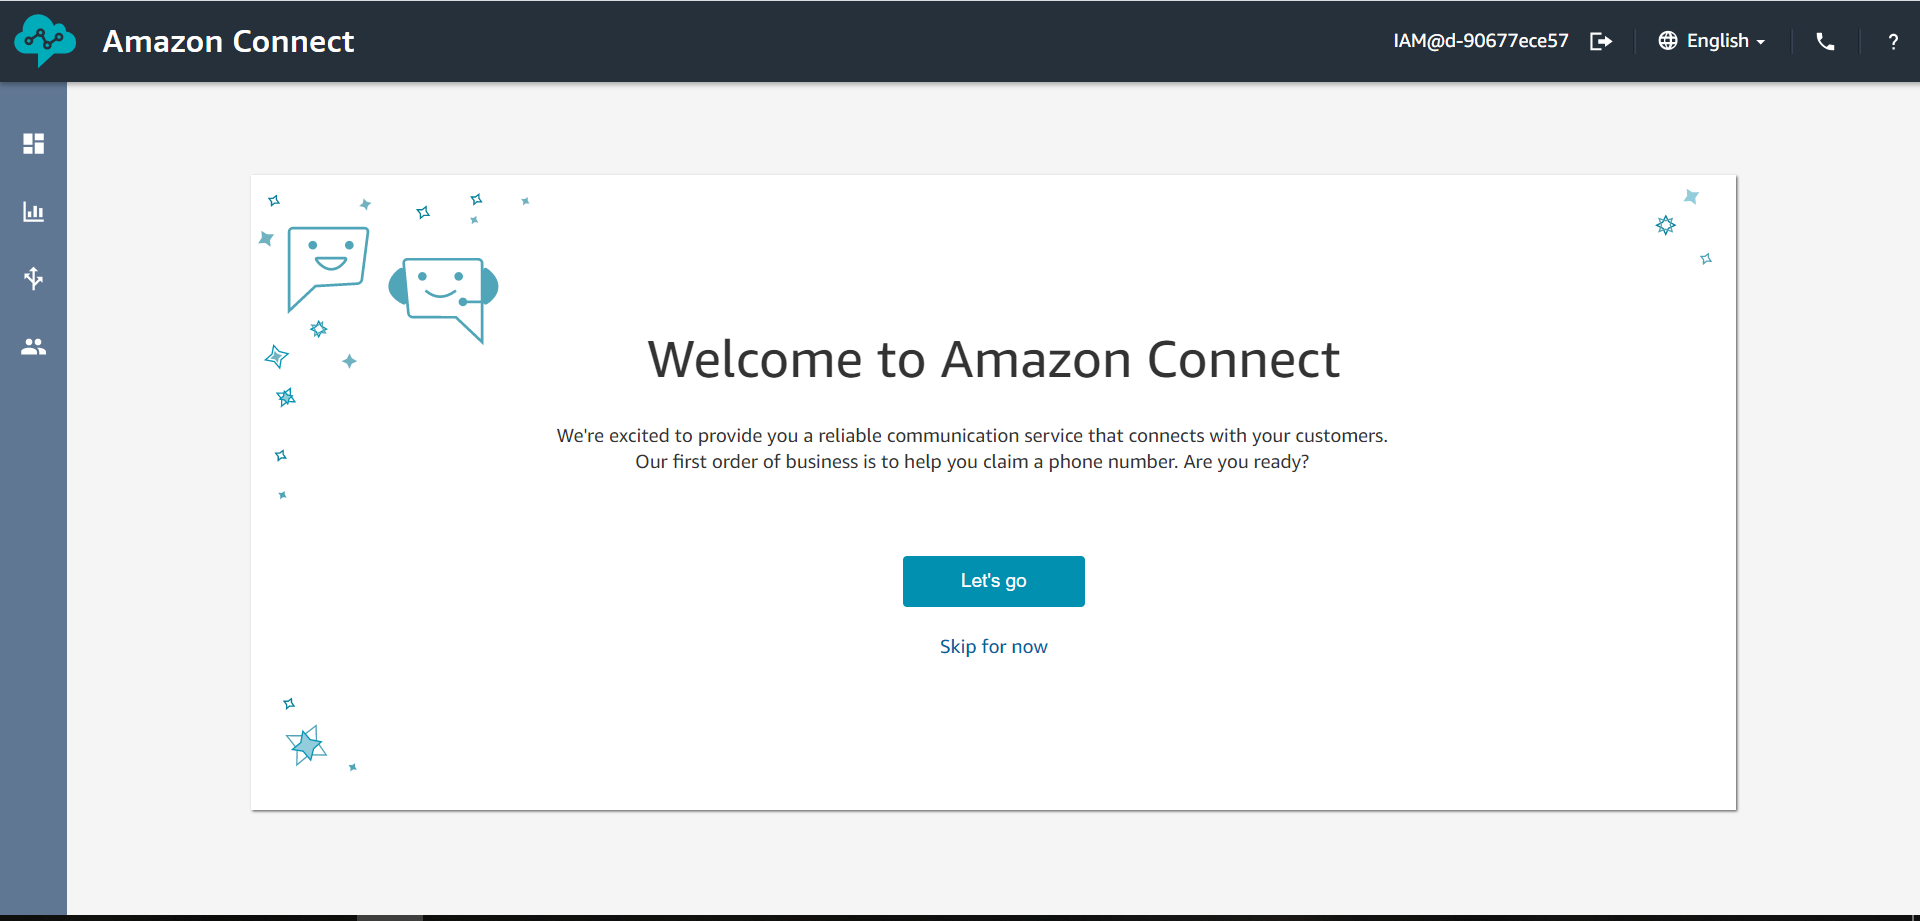 Amazon Connect
IAM@d-90677ece57
English
?
Welcome to Amazon Connect
We're excited to provide you a reliable communication service that connects with your customers.
Our first order of business is to help you claim a phone number. Are you ready?
Let's go
Skip for now